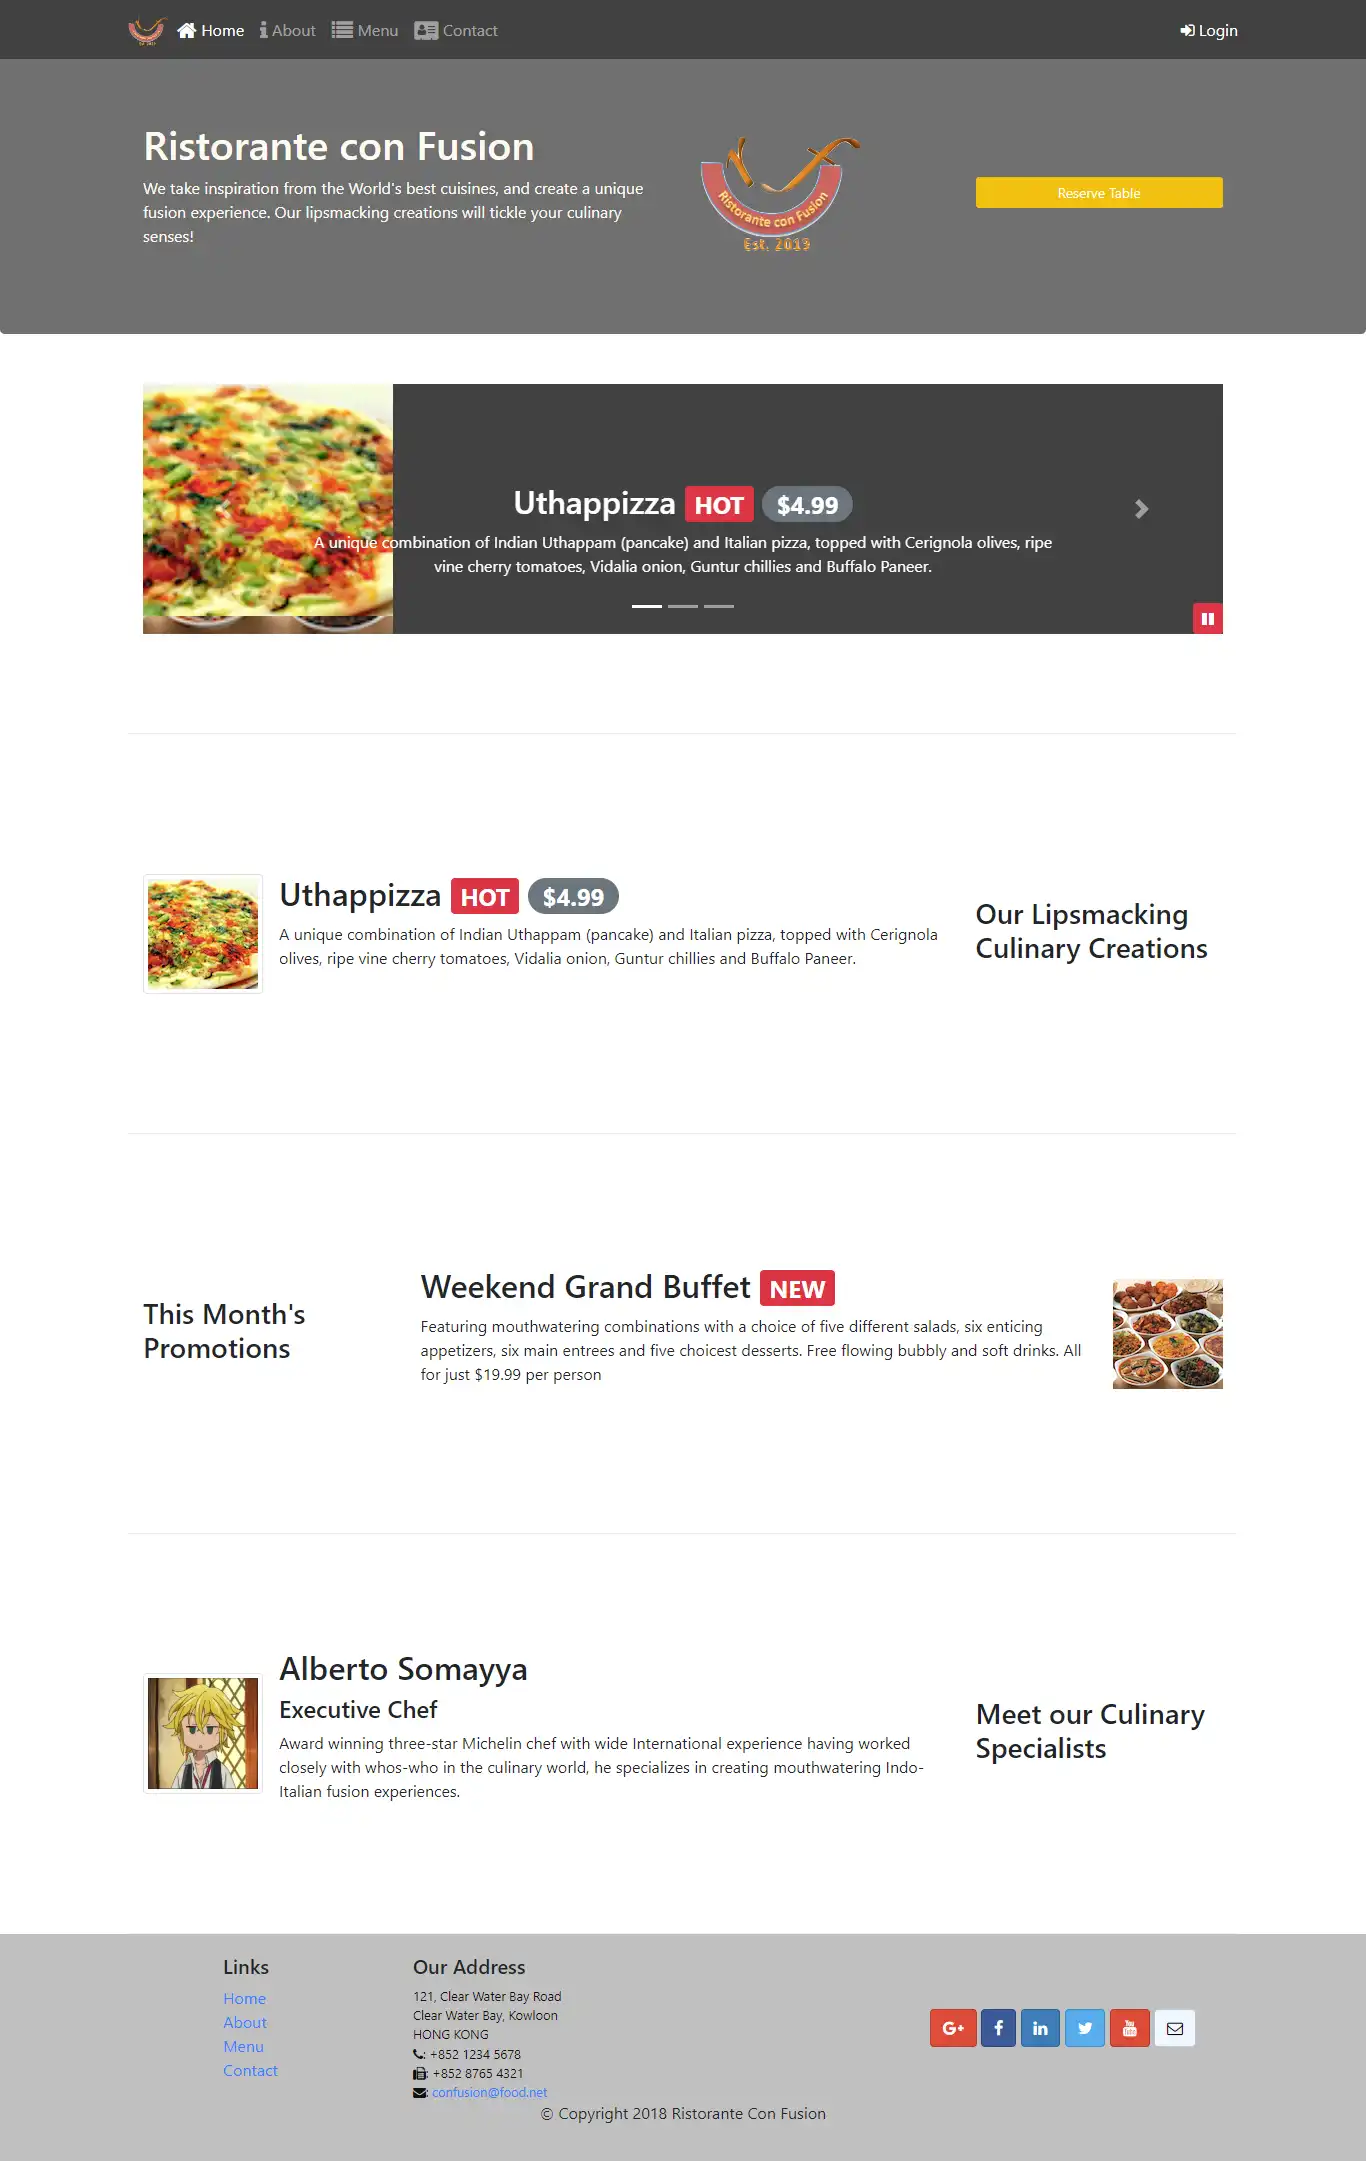 Home About Menu Contact Login
Ristorante con Fusion
We take inspiration from the World's best cuisines, and create a unique
fusion experience. Our lipsmacking creations will tickle your culinary
senses!
Ristorante con Fusion
Est. 2013
Reserve Table
Uthappizza HOT $4.99
A unique combination of Indian Uthappam (pancake) and Italian pizza, topped with Cerignola olives, ripe
vine cherry tomatoes, Vidalia onion, Guntur chillies and Buffalo Paneer.
Uthappizza HOT $4.99
A unique combination of Indian Uthappam (pancake) and Italian pizza, topped with Cerignola
olives, ripe vine cherry tomatoes, Vidalia onion, Guntur chillies and Buffalo Paneer.
Our Lipsmacking
Culinary Creations
This Month's
Promotions
Weekend Grand Buffet NEW
Featuring mouthwatering combinations with a choice of five different salads, six enticing
appetizers, six main entrees and five choicest desserts. Free flowing bubbly and soft drinks. All
for just $19.99 per person
Alberto Somayya
Executive Chef
Award winning three-star Michelin chef with wide International experience having worked
closely with whos-who in the culinary world, he specializes in creating mouthwatering Indo-
Italian fusion experiences.
Meet our Culinary
Specialists
Links
Home
About
Menu
Contact
Our Address
121, Clear Water Bay Road
Clear Water Bay, Kowloon
HONG KONG
: +852 1234 5678
: +852 8765 4321
: confusion@food.net
G+ f in You Tube
© Copyright 2018 Ristorante Con Fusion